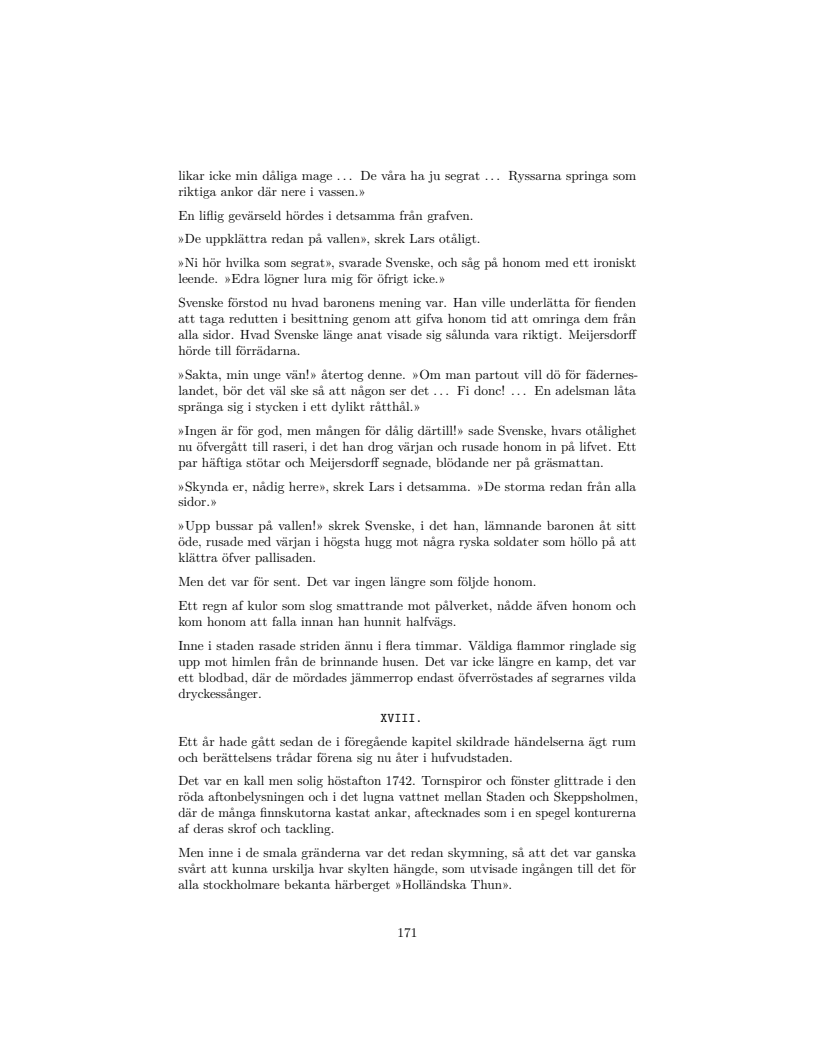 likar icke min dåliga mage ... De våra ha ju segrat ... Ryssarna springa som
riktiga ankor där nere i vassen.»
En liflig gevärseld hördes i detsamma från grafven.
»De uppklättra redan på vallen», skrek Lars otåligt.
»Ni hör hvilka som segrat», svarade Svenske, och såg på honom med ett ironiskt
leende. »Edra lögner lura mig för öfrigt icke.»
Svenske förstod nu hvad baronens mening var. Han ville underlätta för fienden
att taga redutten i besittning genom att gifva honom tid att omringa dem från
alla sidor. Hvad Svenske länge anat visade sig sålunda vara riktigt. Meijersdorff
hörde till förrädarna.
»Sakta, min unge vän!» återtog denne. »Om man partout vill dö för fädernes-
landet, bör det väl ske så att någon ser det ... Fi donc! ... En adelsman låta
spränga sig i stycken i ett dylikt råtthål.»
»Ingen är för god, men mången för dålig därtill!» sade Svenske, hvars otålighet
nu öfvergått till raseri, i det han drog värjan och rusade honom in på lifvet. Ett
par häftiga stötar och Meijersdorff segnade, blödande ner på gräsmattan.
»Skynda er, nådig herre», skrek Lars i detsamma. »De storma redan från alla
sidor.»
»Upp bussar på vallen!» skrek Svenske, i det han, lämnande baronen åt sitt
öde, rusade med värjan i högsta hugg mot några ryska soldater som höllo på att
klättra öfver pallisaden.
Men det var för sent. Det var ingen längre som följde honom.
Ett regn af kulor som slog smattrande mot pålverket, nådde äfven honom och
kom honom att falla innan han hunnit halfvägs.
Inne i staden rasade striden ännu i flera timmar. Väldiga flammor ringlade sig
upp mot himlen från de brinnande husen. Det var icke längre en kamp, det var
ett blodbad, där de mördades jämmerrop endast öfverröstades af segrarnes vilda
dryckessånger.
XVIII.
Ett år hade gått sedan de i föregående kapitel skildrade händelserna ägt rum
och berättelsens trådar förena sig nu åter i hufvudstaden.
Det var en kall men solig höstafton 1742. Tornspiror och fönster glittrade i den
röda aftonbelysningen och i det lugna vattnet mellan Staden och Skeppsholmen,
där de många finnskutorna kastat ankar, aftecknades som i en spegel konturerna
af deras skrof och tackling.
Men inne i de smala gränderna var det redan skymning, så att det var ganska
svårt att kunna urskilja hvar skylten hängde, som utvisade ingången till det för
alla stockholmare bekanta härberget »Holländska Thun».
171